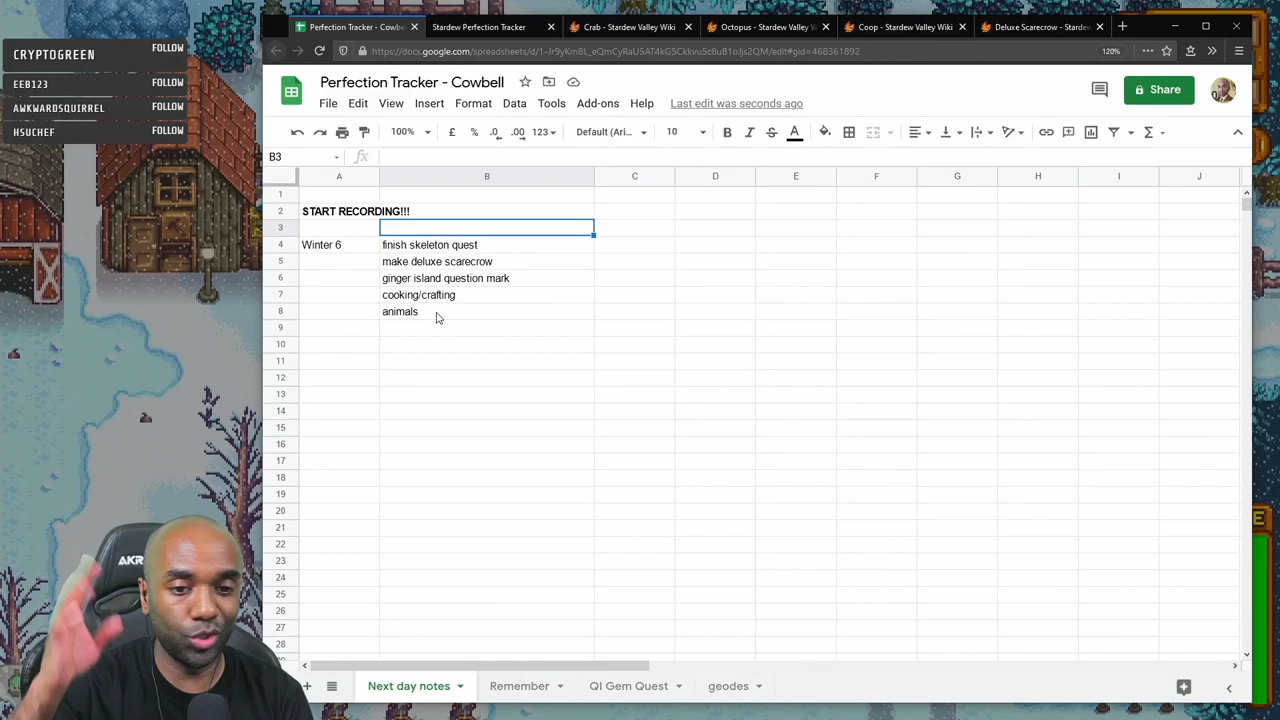 CRYPTOGREEN FOLLOW
EEB123 FOLLOW
AWKWARDSQUIRREL FOLLOW
HSUCHEF FOLLOW
Perfection Tracker - Cowbe
Stardew Perfection Tracker
Crab - Stardew Valley Wiki
Octopus - Stardew Valley W
Coop - Stardew Valley Wiki
Deluxe Scarecrow - Stardew
120%
Perfection Tracker - Cowbell
File Edit View Insert Format Data Tools Add-ons Help Last edit was seconds ago
Share
100% £ % .0 .00 123 Default (Ari... 10 B I S A
B3 fx
A B C D E F G H I J
1
2 START RECORDING!!!
3
4 Winter 6 finish skeleton quest
5 make deluxe scarecrow
6 ginger island question mark
7 cooking/crafting
8 animals
9
10
11
12
13
14
15
16
17
18
19
20
21
22
23
24
25
26
27
28
Next day notes Remember QI Gem Quest geodes
AKR